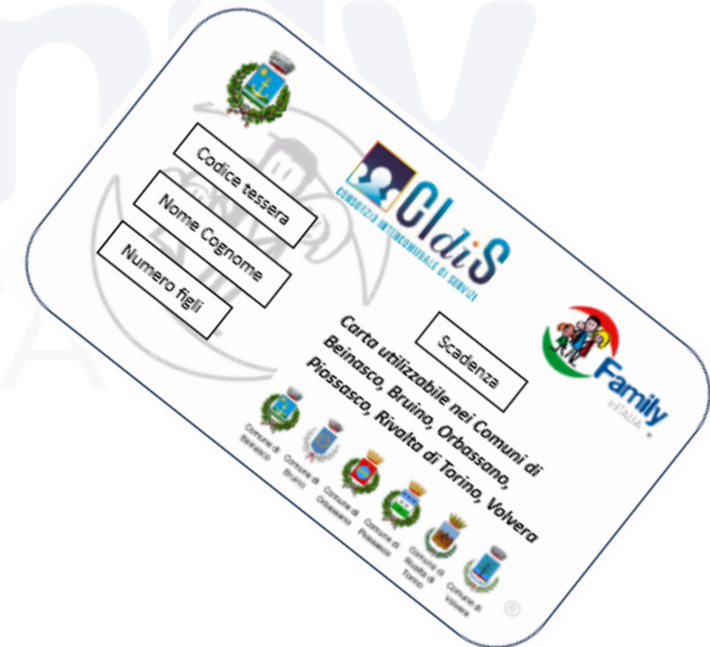 Codice tessera
Nome Cognome
Numero figli
CIdiS
CONSORZIO INTERCOMUNALE DI SERVIZI
Scadenza
Family
inITALIA
Carta utilizzabile nei Comuni di
Beinasco, Bruino, Orbassano,
Piossasco, Rivalta di Torino, Volvera
Comune di
Beinasco
Comune di
Bruino
Comune di
Orbassano
Comune di
Piossasco
Comune di
Rivalta di
Torino
Comune di
Volvera
®